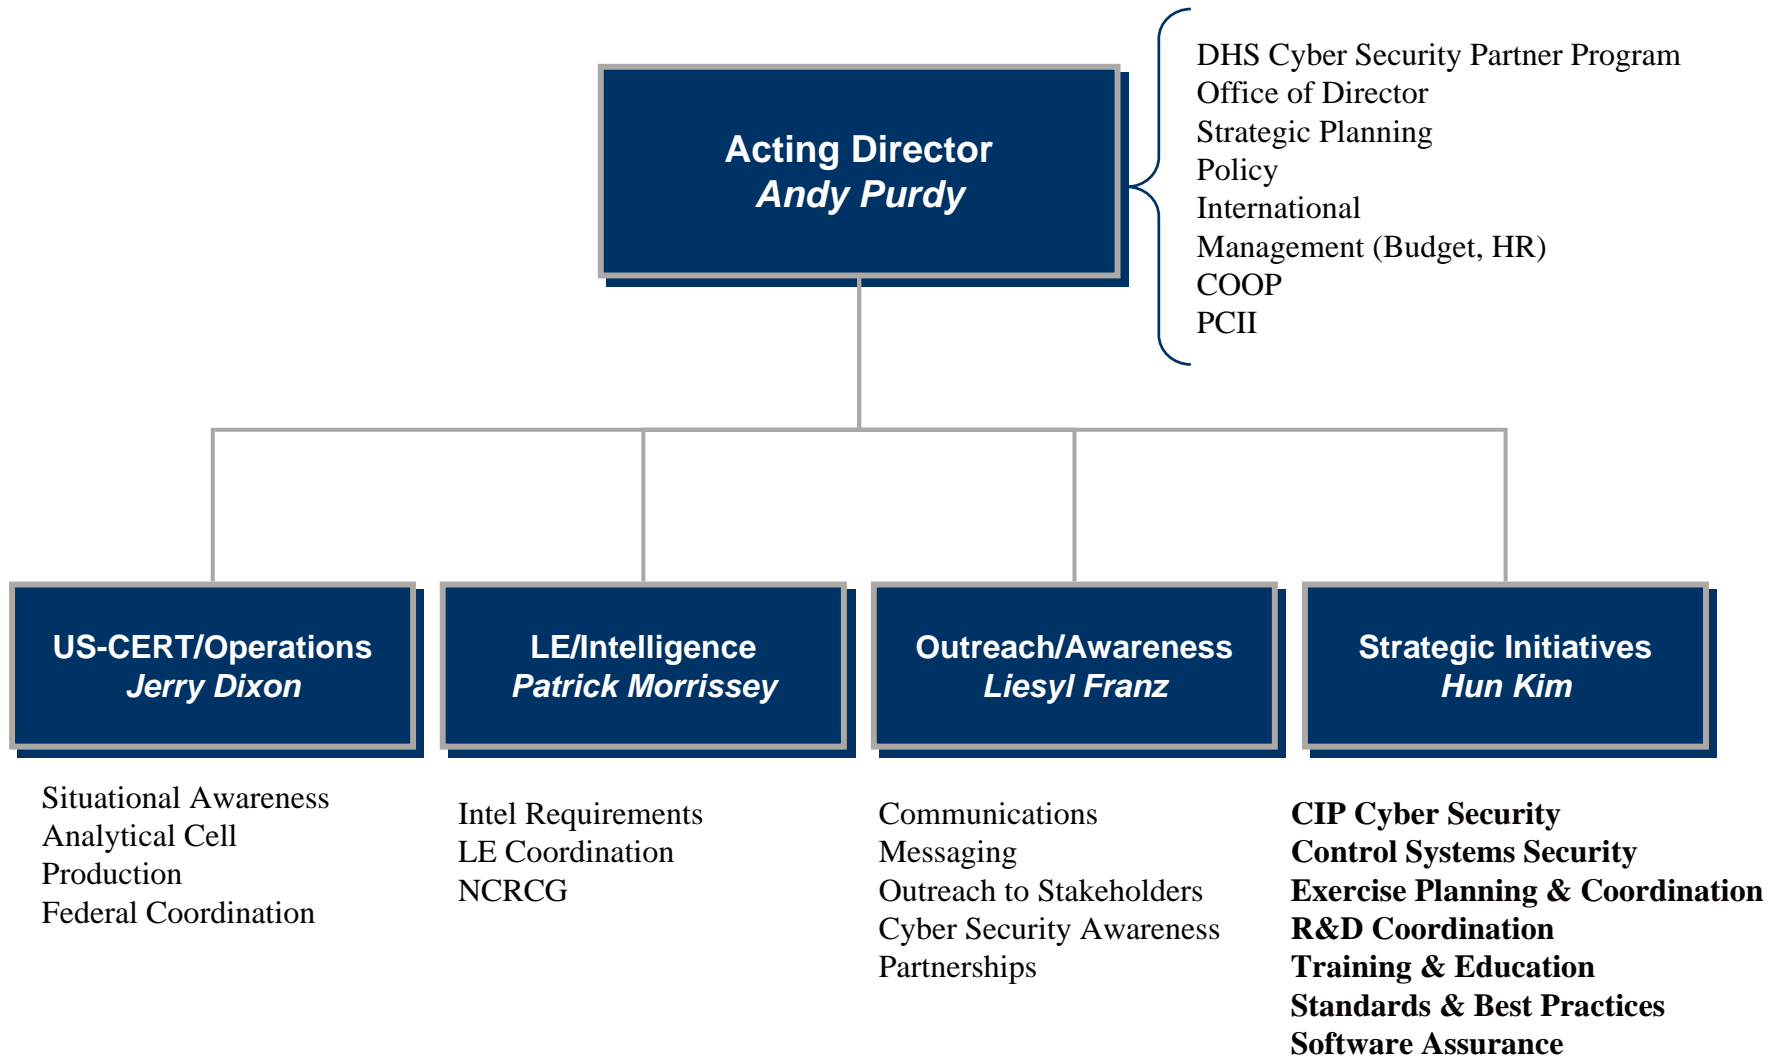 Acting Director
Andy Purdy
DHS Cyber Security Partner Program
Office of Director
Strategic Planning
Policy
International
Management (Budget, HR)
COOP
PCII
US-CERT/Operations
Jerry Dixon
Situational Awareness
Analytical Cell
Production
Federal Coordination
LE/Intelligence
Patrick Morrissey
Intel Requirements
LE Coordination
NCRCG
Outreach/Awareness
Liesyl Franz
Communications
Messaging
Outreach to Stakeholders
Cyber Security Awareness
Partnerships
Strategic Initiatives
Hun Kim
CIP Cyber Security
Control Systems Security
Exercise Planning & Coordination
R&D Coordination
Training & Education
Standards & Best Practices
Software Assurance